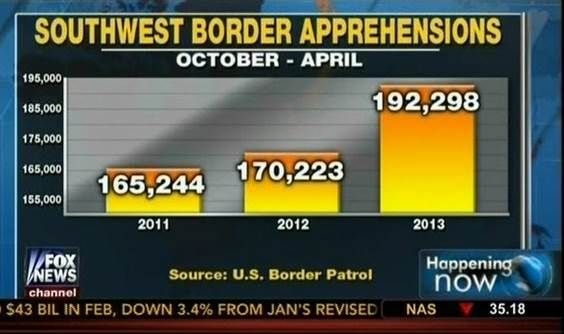 SOUTHWEST BORDER APPREHENSIONS
OCTOBER - APRIL
195,000
185,000
175,000
165,000
155,000
192,298
170,223
165,244
2011
2012
2013
FOX
NEWS
channel
Source: U.S. Border Patrol
Happening
now
$43 BIL IN FEB, DOWN 3.4% FROM JAN'S REVISED
NAS ▼ 35.18